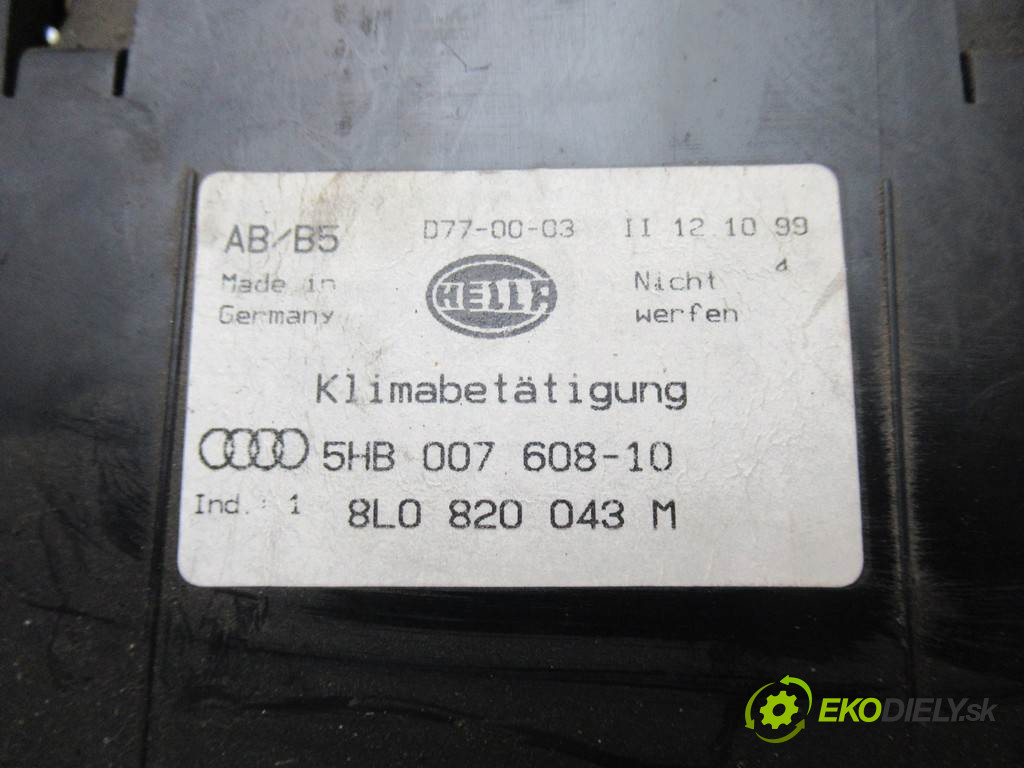 AB/B5 D77-00-03 II 12 10 99
4
Made in Nicht
Germany HELLA werfen
Klimabetätigung
5HB 007 608-10
Ind.: 1 8L0 820 043 M
EKODIELY.sk